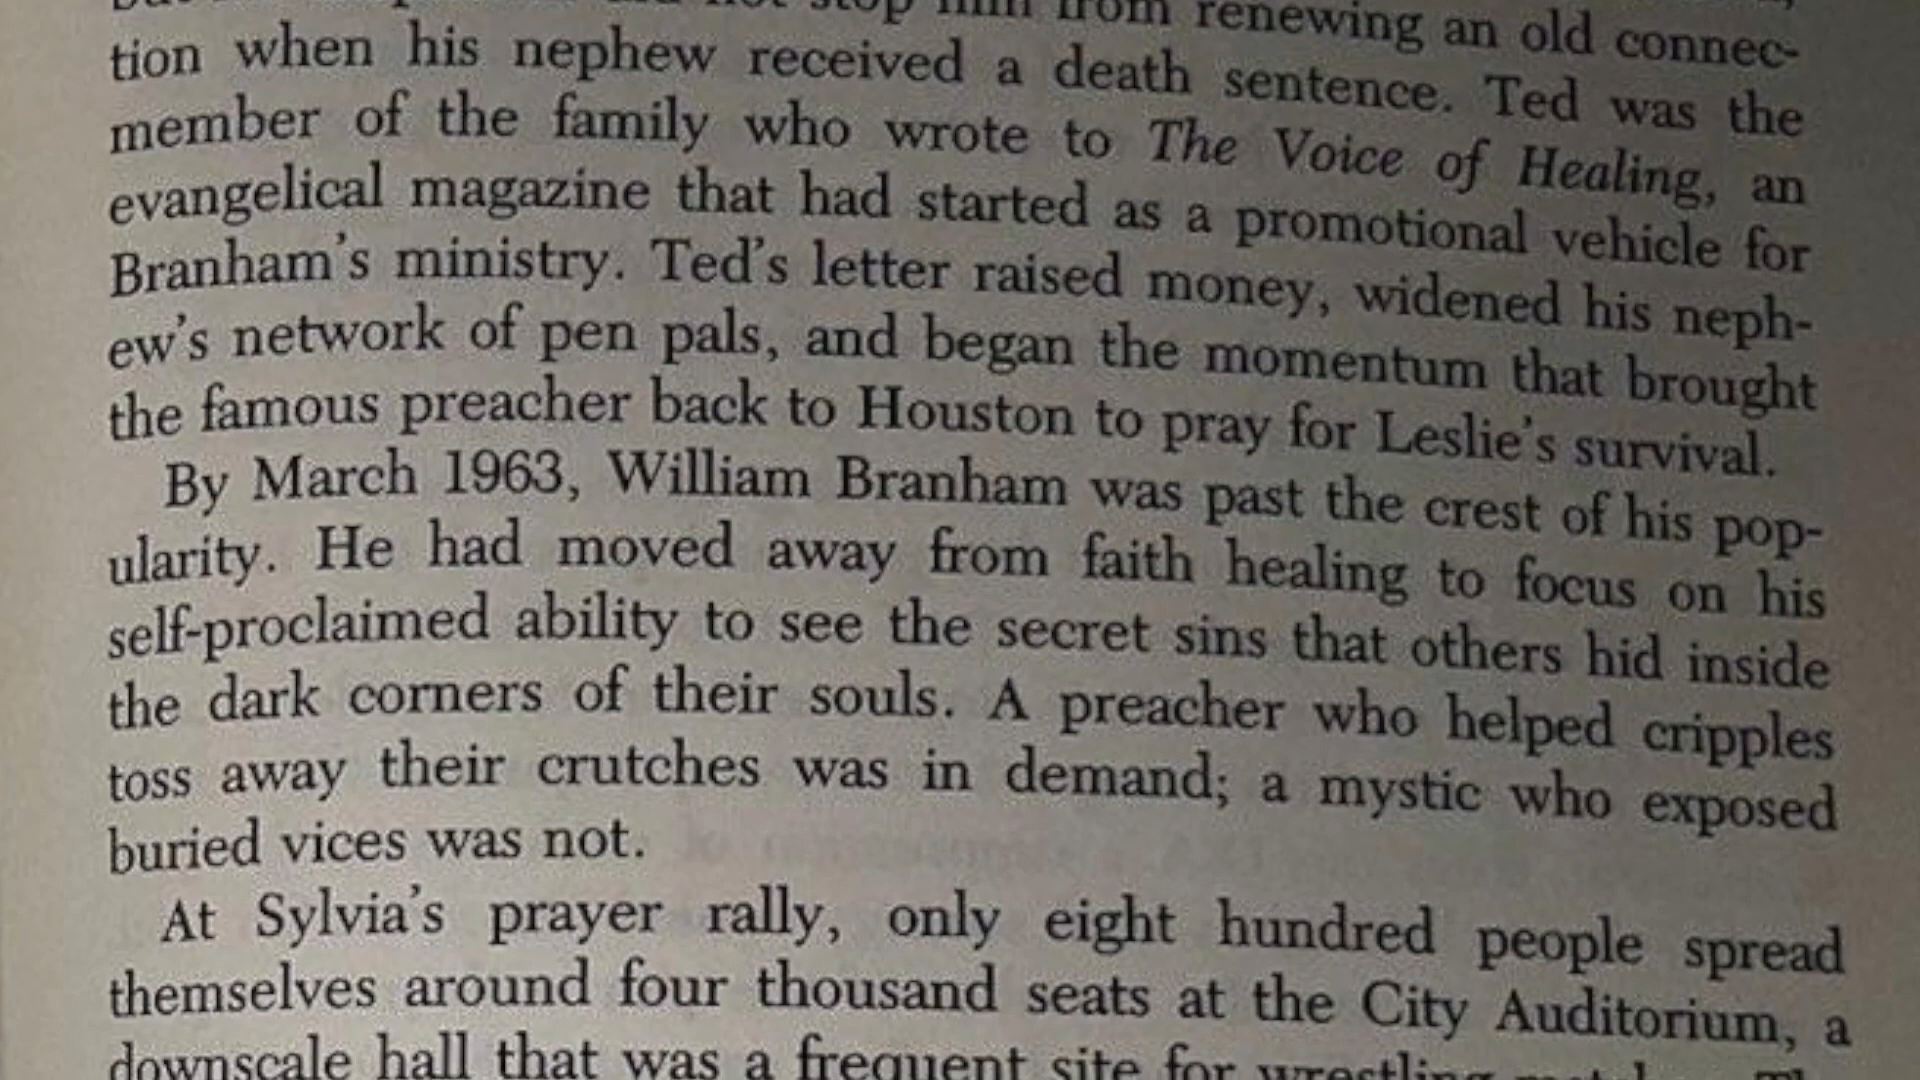 stop him from renewing an old connec-
tion when his nephew received a death sentence. Ted was the
member of the family who wrote to The Voice of Healing, an
evangelical magazine that had started as a promotional vehicle for
Branham's ministry. Ted's letter raised money, widened his neph-
ew's network of pen pals, and began the momentum that brought
the famous preacher back to Houston to pray for Leslie's survival.
By March 1963, William Branham was past the crest of his pop-
ularity. He had moved away from faith healing to focus on his
self-proclaimed ability to see the secret sins that others hid inside
the dark corners of their souls. A preacher who helped cripples
toss away their crutches was in demand; a mystic who exposed
buried vices was not.
At Sylvia's prayer rally, only eight hundred people spread
themselves around four thousand seats at the City Auditorium, a
downscale hall that was a frequent site for wrestling